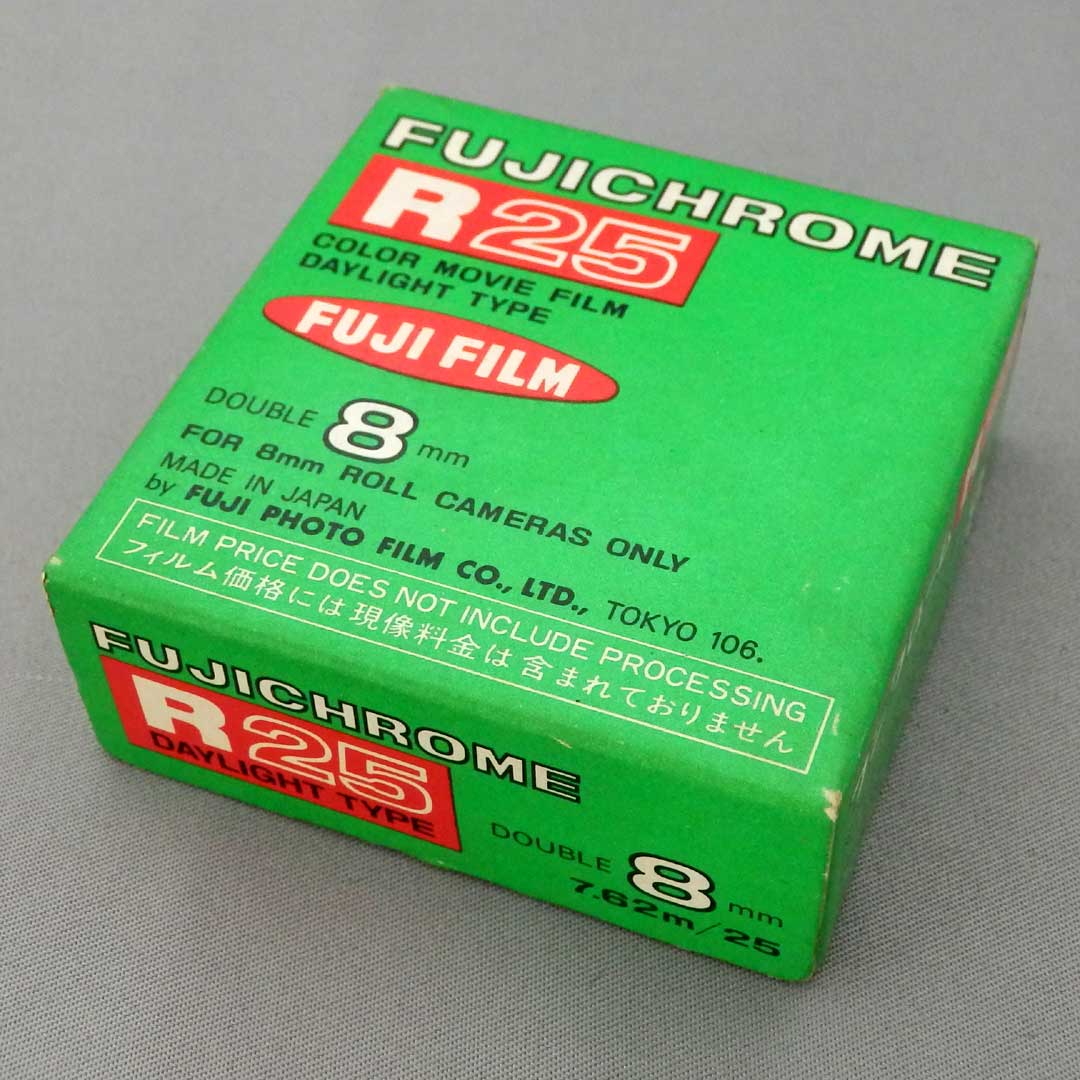 FUJICHROME
R25
COLOR MOVIE FILM
DAYLIGHT TYPE
FUJI FILM
DOUBLE 8 mm
FOR 8mm ROLL CAMERAS ONLY
MADE IN JAPAN
by FUJI PHOTO FILM CO., LTD., TOKYO 106.
FILM PRICE DOES NOT INCLUDE PROCESSING
フィルム価格には現像料金は含まれておりません
FUJICHROME
R25
DAYLIGHT TYPE
DOUBLE 8 mm
7.62m/25